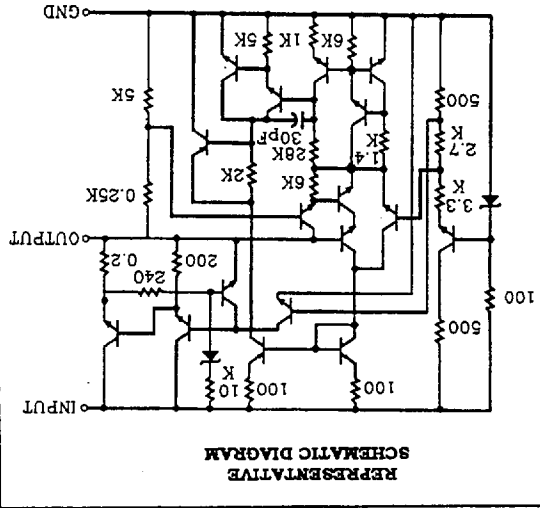 REPRESENTATIVE
SCHEMATIC DIAGRAM
INPUT
100
100
10
K
500
100
240
200
0.2
OUTPUT
3.3
K
6K
2K
0.25K
2.7
K
1.4
K
28K
30pF
5K
500
6K
1K
5K
GND